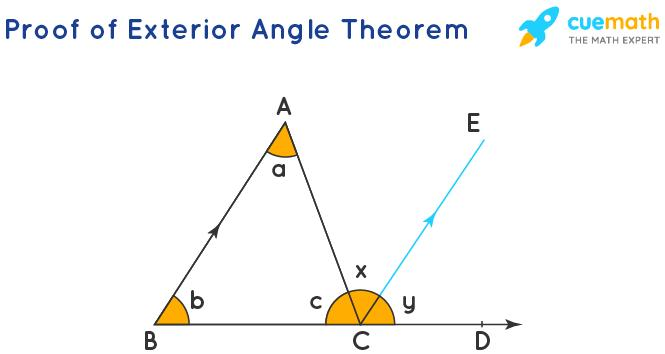 Proof of Exterior Angle Theorem
cuemath
THE MATH EXPERT
A
E
a
x
b
c
y
B
C
D